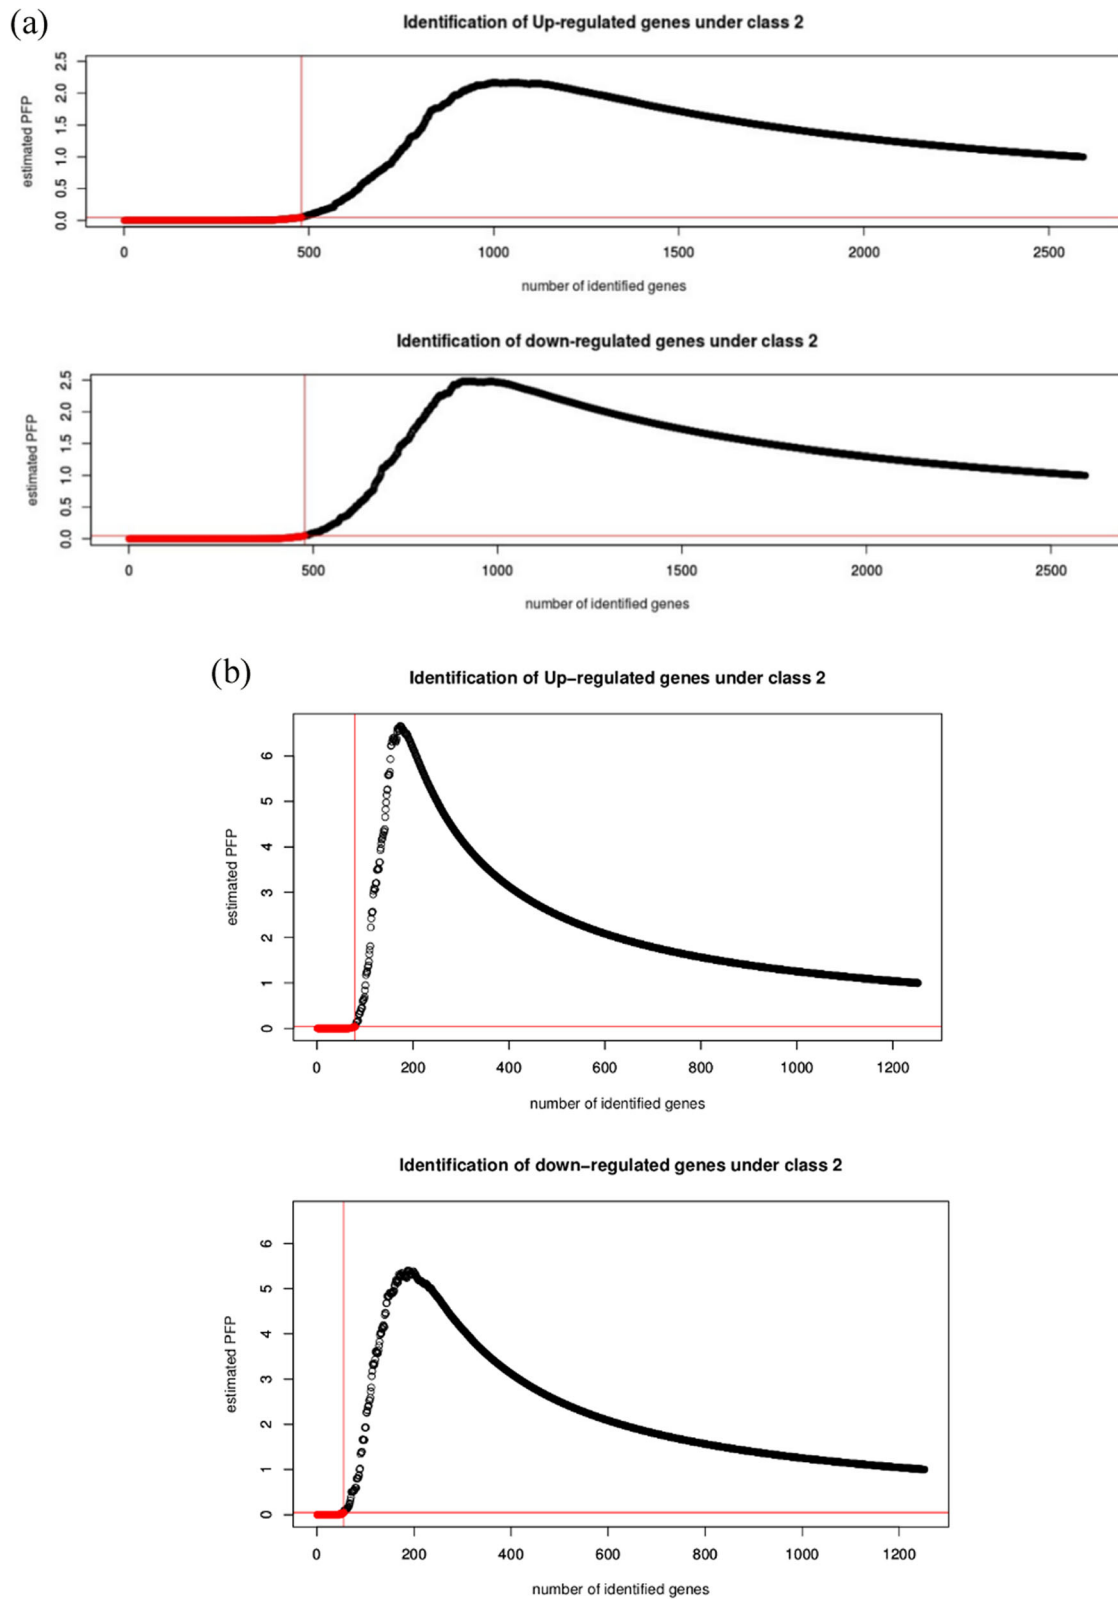 (a)
Identification of Up-regulated genes under class 2
estimated PFP
2.5
2.0
1.5
1.0
0.5
0.0
0 500 1000 1500 2000 2500
number of identified genes
Identification of down-regulated genes under class 2
estimated PFP
2.5
2.0
1.5
1.0
0.5
0.0
0 500 1000 1500 2000 2500
number of identified genes
(b)
Identification of Up−regulated genes under class 2
estimated PFP
6
5
4
3
2
1
0
0 200 400 600 800 1000 1200
number of identified genes
Identification of down−regulated genes under class 2
estimated PFP
6
5
4
3
2
1
0
0 200 400 600 800 1000 1200
number of identified genes